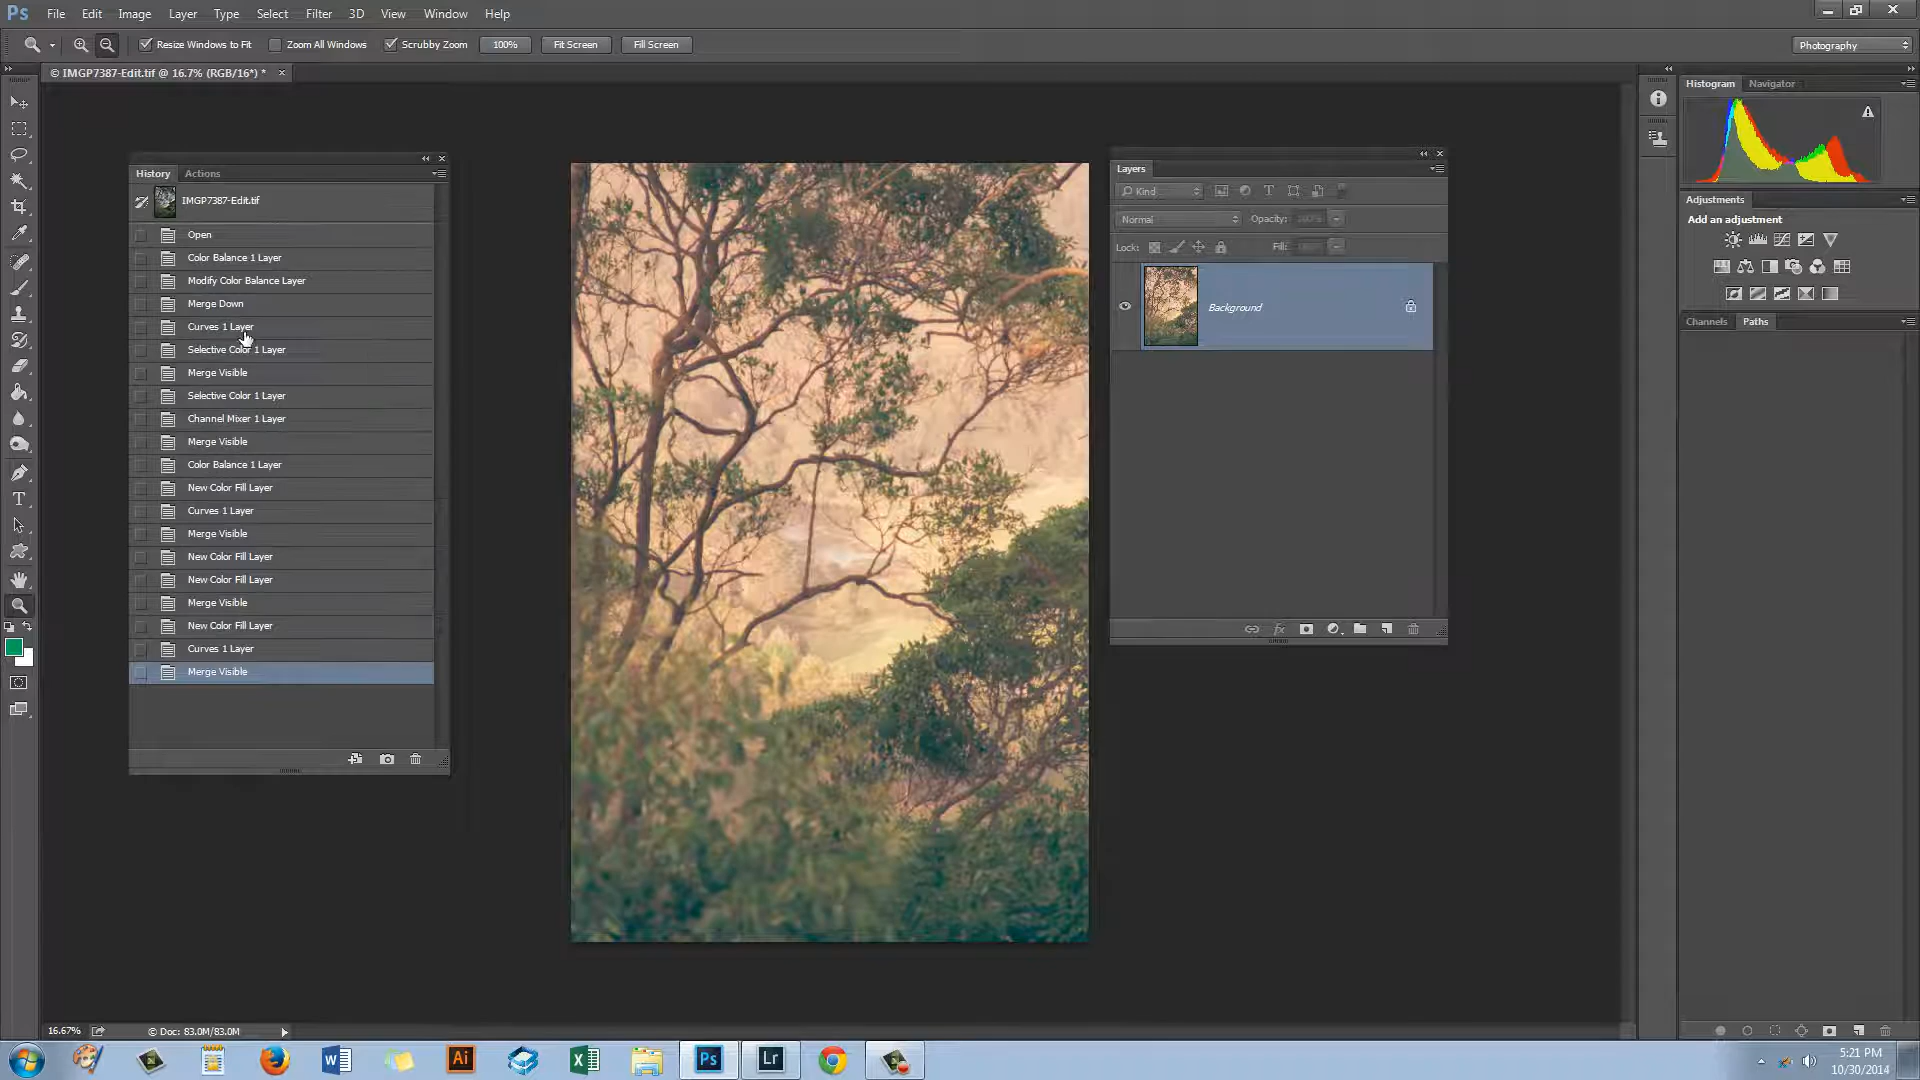 Ps File Edit Image Layer Type Select Filter 3D View Window Help
Resize Windows to Fit Zoom All Windows Scrubby Zoom 100% Fit Screen Fill Screen Photography
© IMGP7387-Edit.tif @ 16.7% (RGB/16*) * ×
Histogram Navigator
History Actions
IMGP7387-Edit.tif
Open
Color Balance 1 Layer
Modify Color Balance Layer
Merge Down
Curves 1 Layer
Selective Color 1 Layer
Merge Visible
Selective Color 1 Layer
Channel Mixer 1 Layer
Merge Visible
Color Balance 1 Layer
New Color Fill Layer
Curves 1 Layer
Merge Visible
New Color Fill Layer
New Color Fill Layer
Merge Visible
New Color Fill Layer
Curves 1 Layer
Merge Visible
Layers
Kind
Normal Opacity: 100%
Lock: Fill:
Background
Adjustments
Add an adjustment
Channels Paths
16.67% © Doc: 83.0M/83.0M
Ai Ps Lr
5:21 PM
10/30/2014